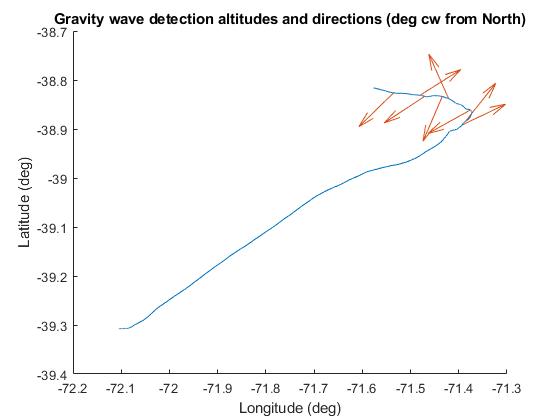 Gravity wave detection altitudes and directions (deg cw from North)
-38.7
-38.8
-38.9
-39
-39.1
-39.2
-39.3
-39.4
Latitude (deg)
-72.2 -72.1 -72 -71.9 -71.8 -71.7 -71.6 -71.5 -71.4 -71.3
Longitude (deg)